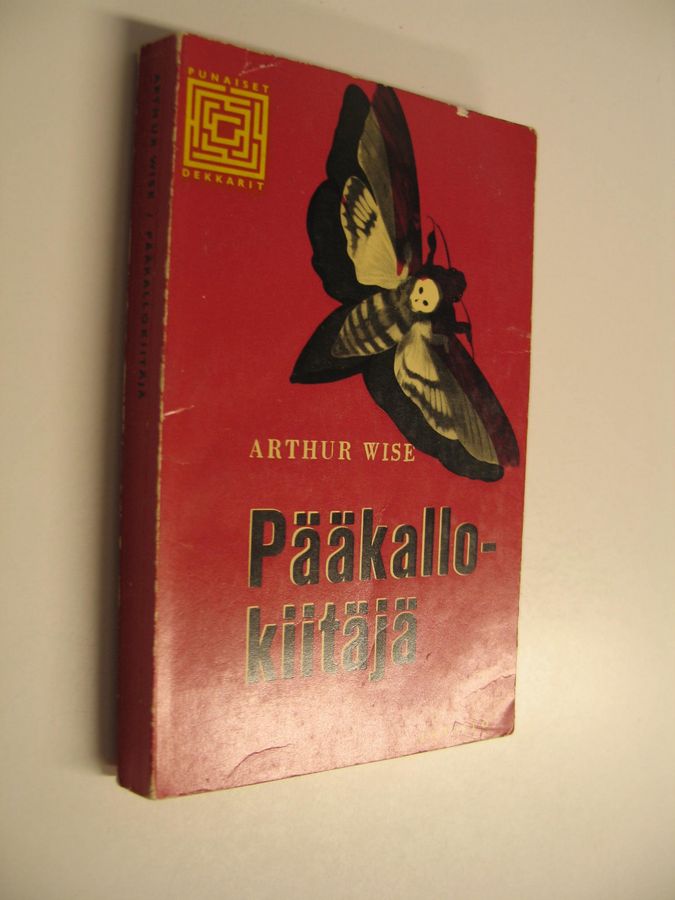 PUNAISET
DEKKARIT
ARTHUR WISE / PÄÄKALLOKIITÄJÄ
ARTHUR WISE
Pääkallo-
kiitäjä